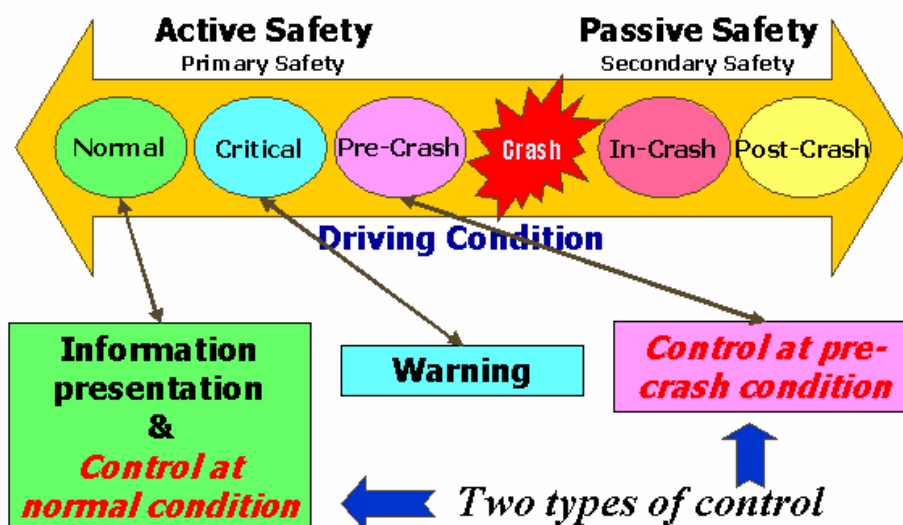 Active Safety
Primary Safety
Passive Safety
Secondary Safety
Normal
Critical
Pre-Crash
Crash
In-Crash
Post-Crash
Driving Condition
Information
presentation
&
Control at
normal condition
Warning
Control at pre-
crash condition
Two types of control